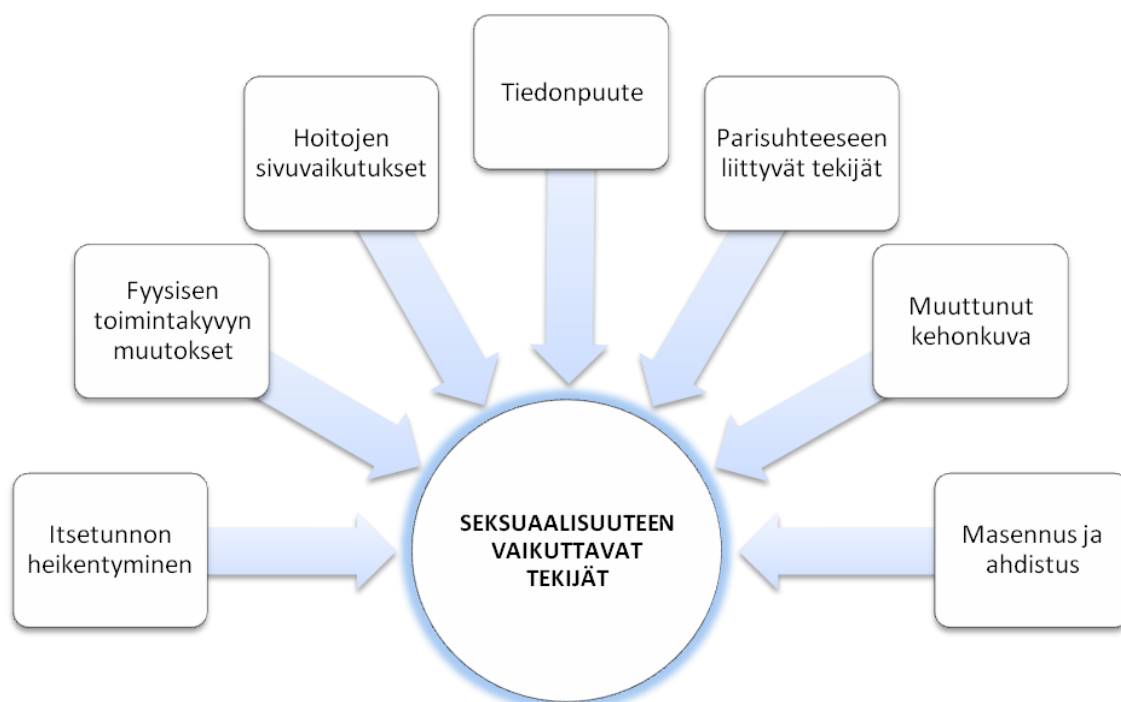 Tiedonpuute
Hoitojen
sivuvaikutukset
Parisuhteeseen
liittyvät tekijät
Fyysisen
toimintakyvyn
muutokset
Muuttunut
kehonkuva
Itsetunnon
heikentyminen
SEKSUAALISUUTEEN
VAIKUTTAVAT
TEKIJÄT
Masennus ja
ahdistus